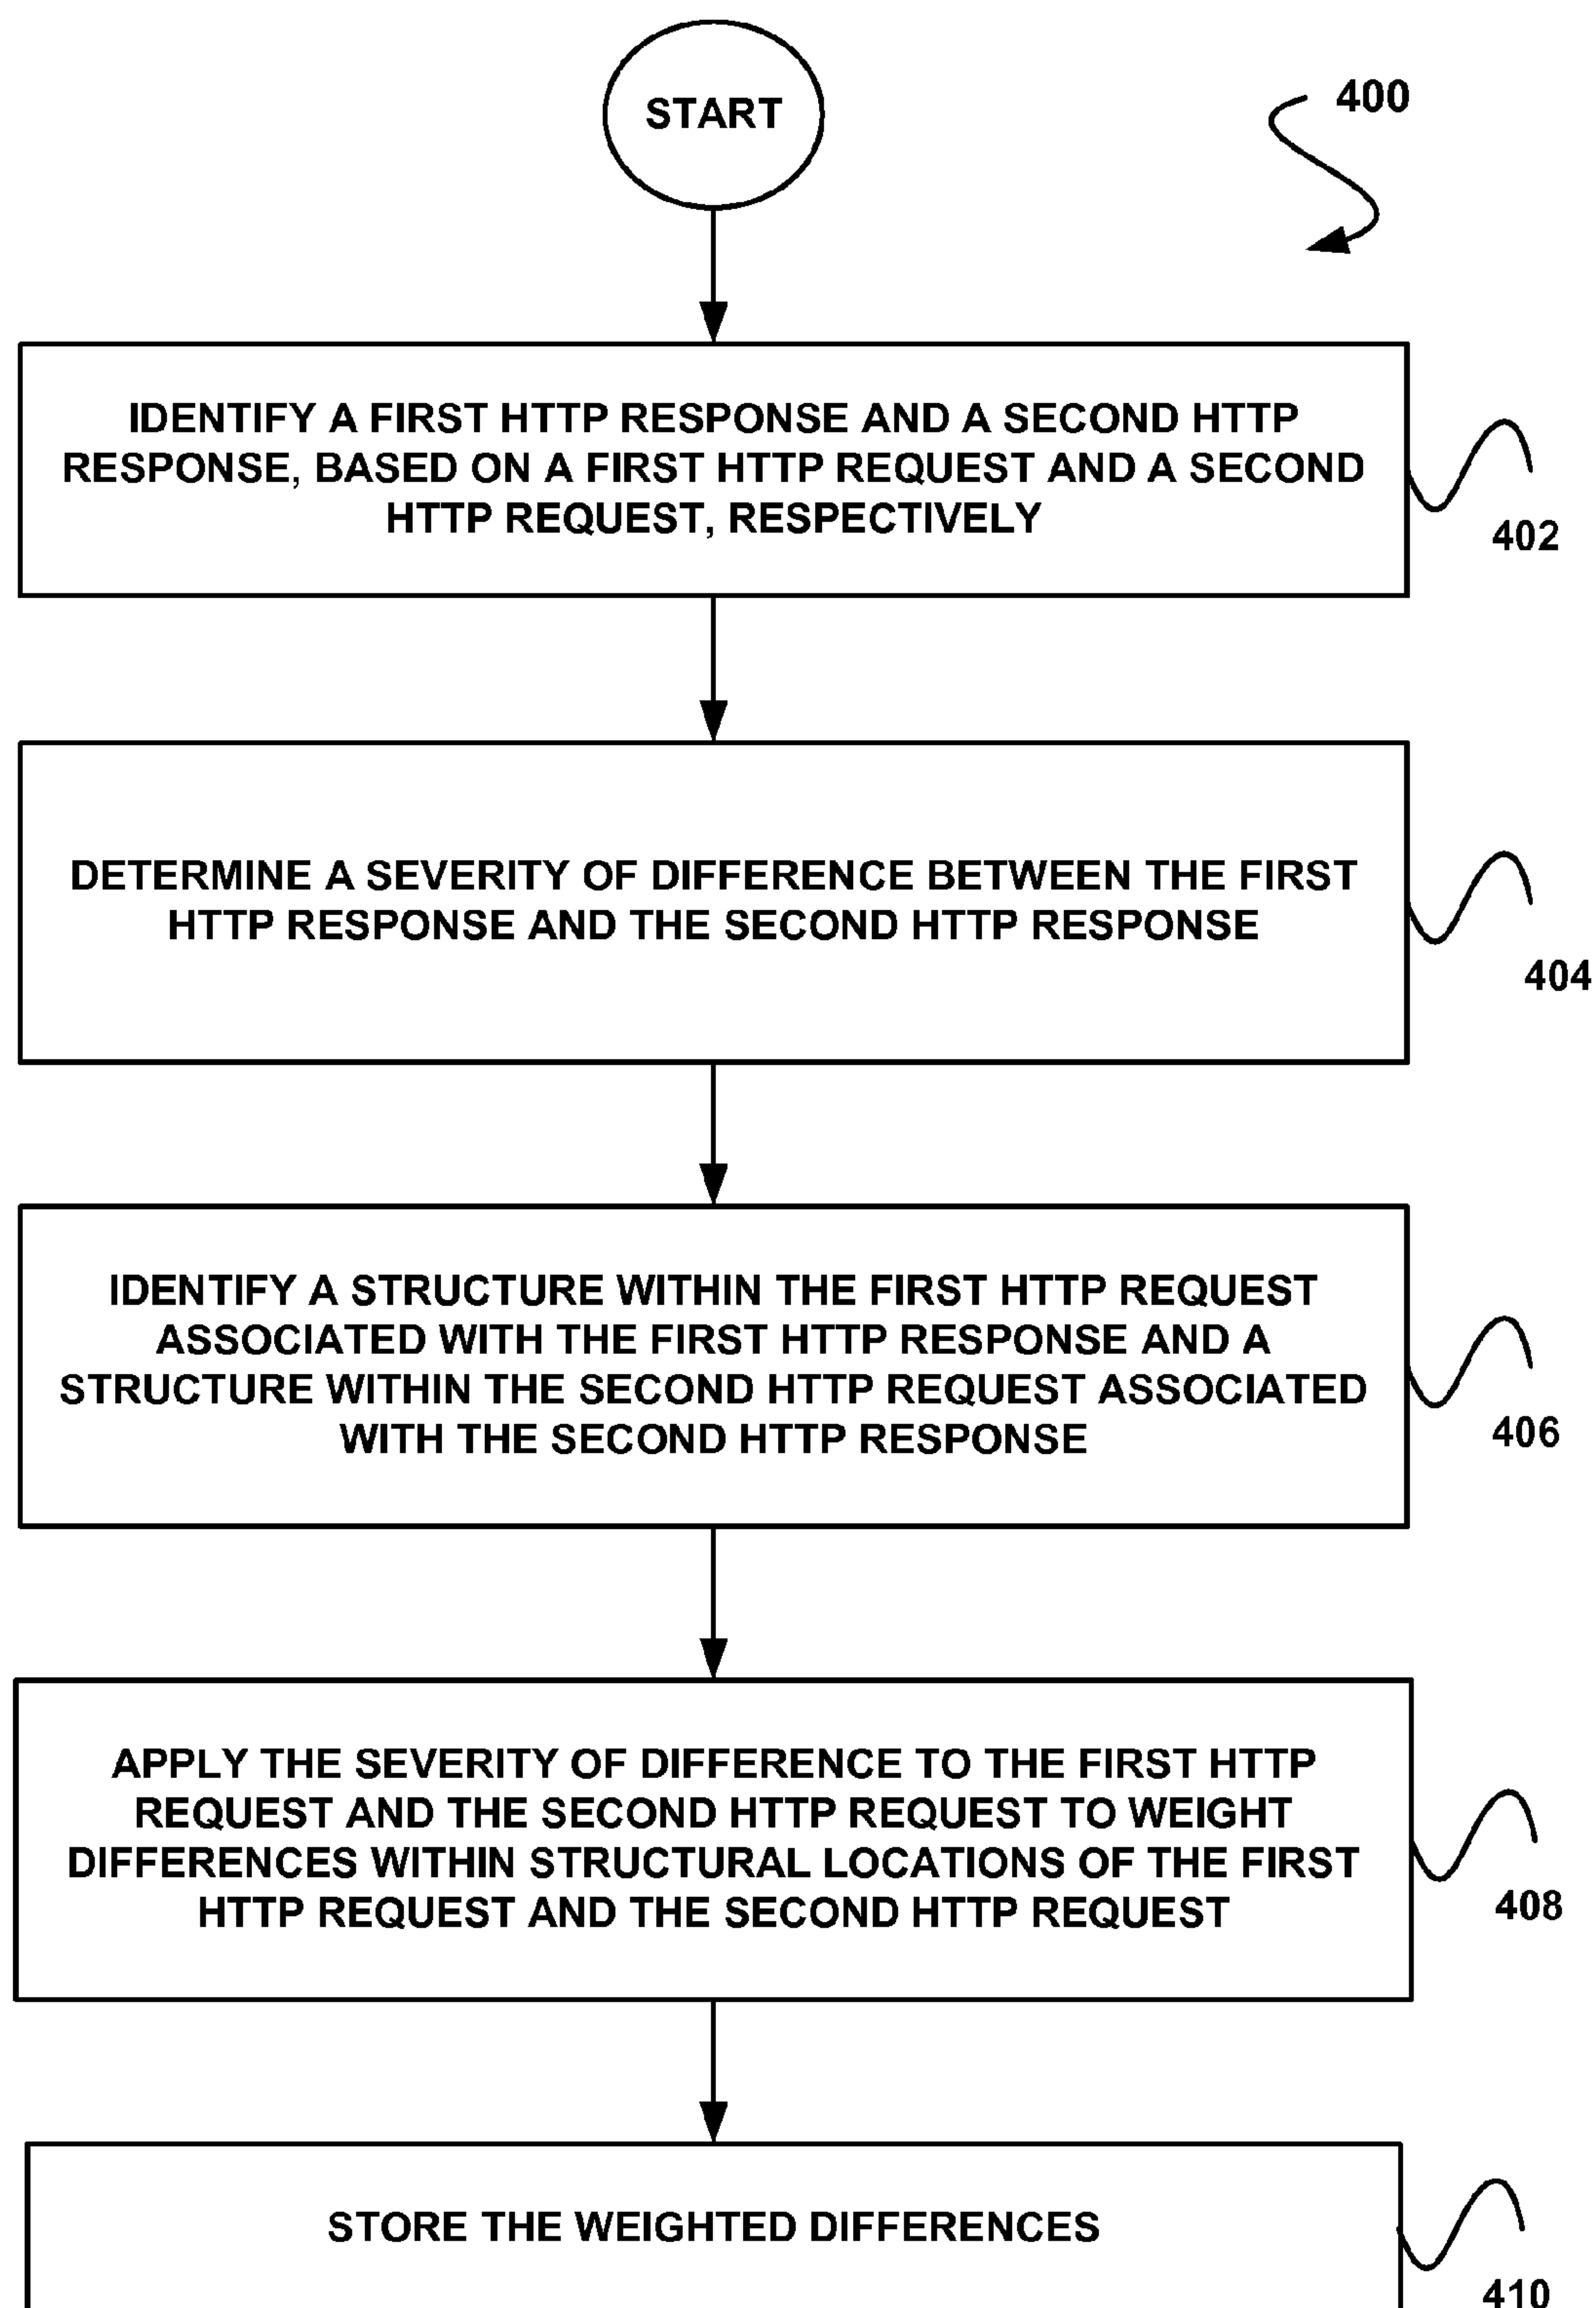 START
400
IDENTIFY A FIRST HTTP RESPONSE AND A SECOND HTTP
RESPONSE, BASED ON A FIRST HTTP REQUEST AND A SECOND
HTTP REQUEST, RESPECTIVELY
402
DETERMINE A SEVERITY OF DIFFERENCE BETWEEN THE FIRST
HTTP RESPONSE AND THE SECOND HTTP RESPONSE
404
IDENTIFY A STRUCTURE WITHIN THE FIRST HTTP REQUEST
ASSOCIATED WITH THE FIRST HTTP RESPONSE AND A
STRUCTURE WITHIN THE SECOND HTTP REQUEST ASSOCIATED
WITH THE SECOND HTTP RESPONSE
406
APPLY THE SEVERITY OF DIFFERENCE TO THE FIRST HTTP
REQUEST AND THE SECOND HTTP REQUEST TO WEIGHT
DIFFERENCES WITHIN STRUCTURAL LOCATIONS OF THE FIRST
HTTP REQUEST AND THE SECOND HTTP REQUEST
408
STORE THE WEIGHTED DIFFERENCES
410